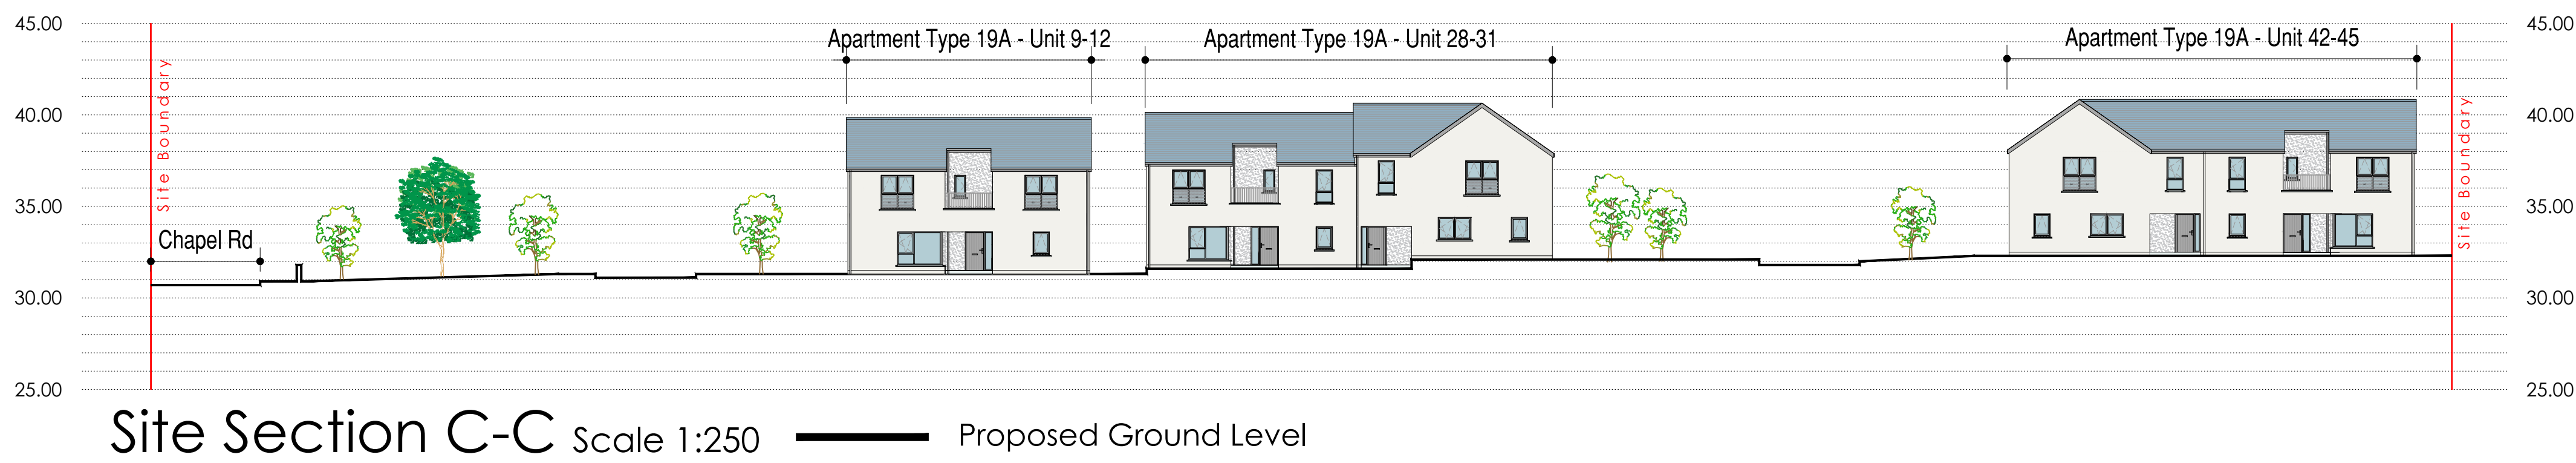 45.00
45.00
Apartment Type 19A - Unit 9-12
Apartment Type 19A - Unit 28-31
Apartment Type 19A - Unit 42-45
40.00
40.00
Site Boundary
Site Boundary
35.00
35.00
Chapel Rd
30.00
30.00
25.00
25.00
Site Section C-C Scale 1:250
Proposed Ground Level